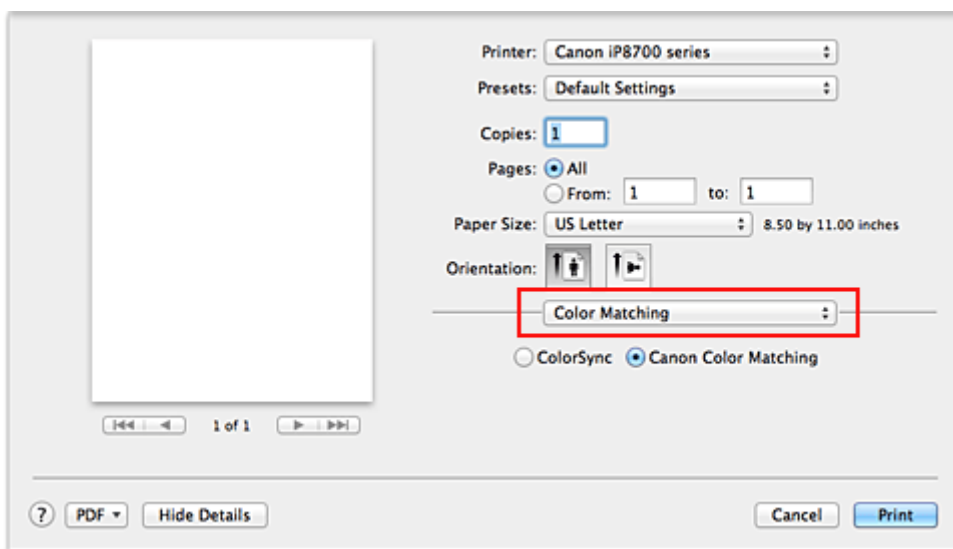 Printer: Canon iP8700 series
Presets: Default Settings
Copies: 1
Pages: All
From: 1 to: 1
Paper Size: US Letter 8.50 by 11.00 inches
Orientation:
Color Matching
ColorSync Canon Color Matching
1 of 1
? PDF Hide Details Cancel Print